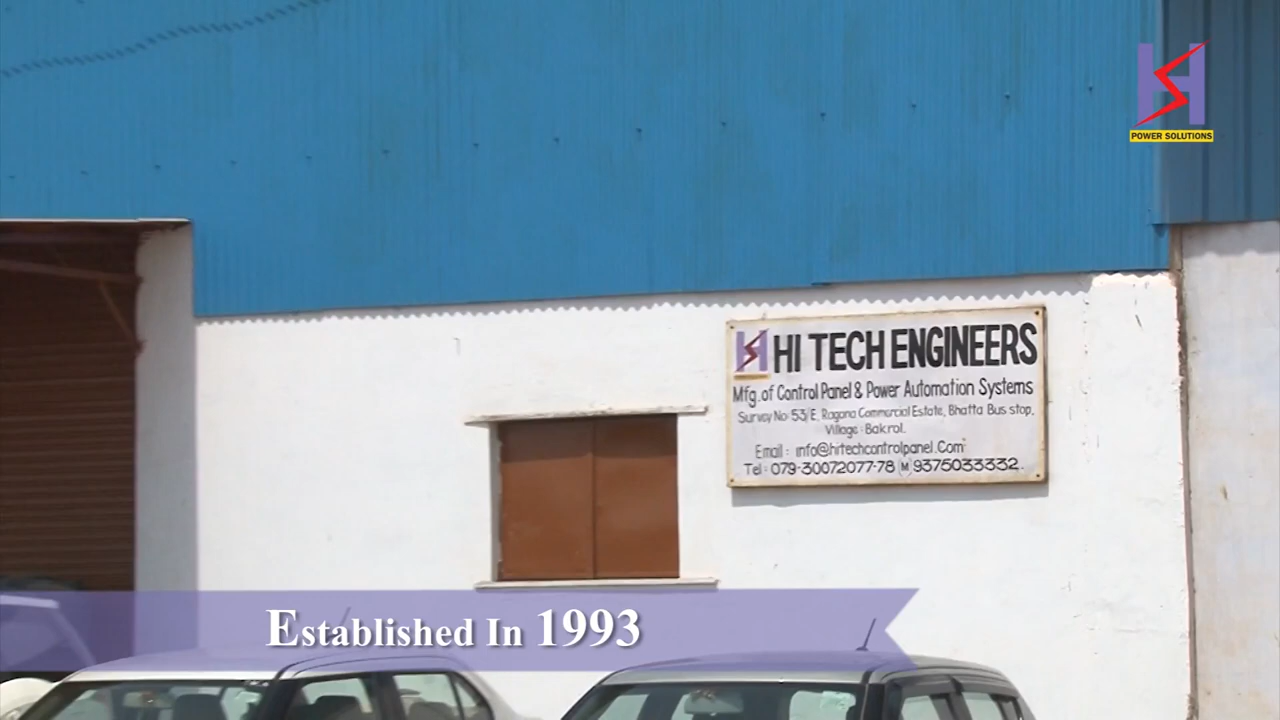 POWER SOLUTIONS
HI TECH ENGINEERS
Mfg. of Control Panel & Power Automation Systems
Survey No: 53/E, Ragana Commercial Estate, Bhatta Bus stop,
Village: Bakrol.
Email: info@hitechcontrolpanel.Com
Tel: 079-30072077-78 (M) 9375033332.
Established In 1993